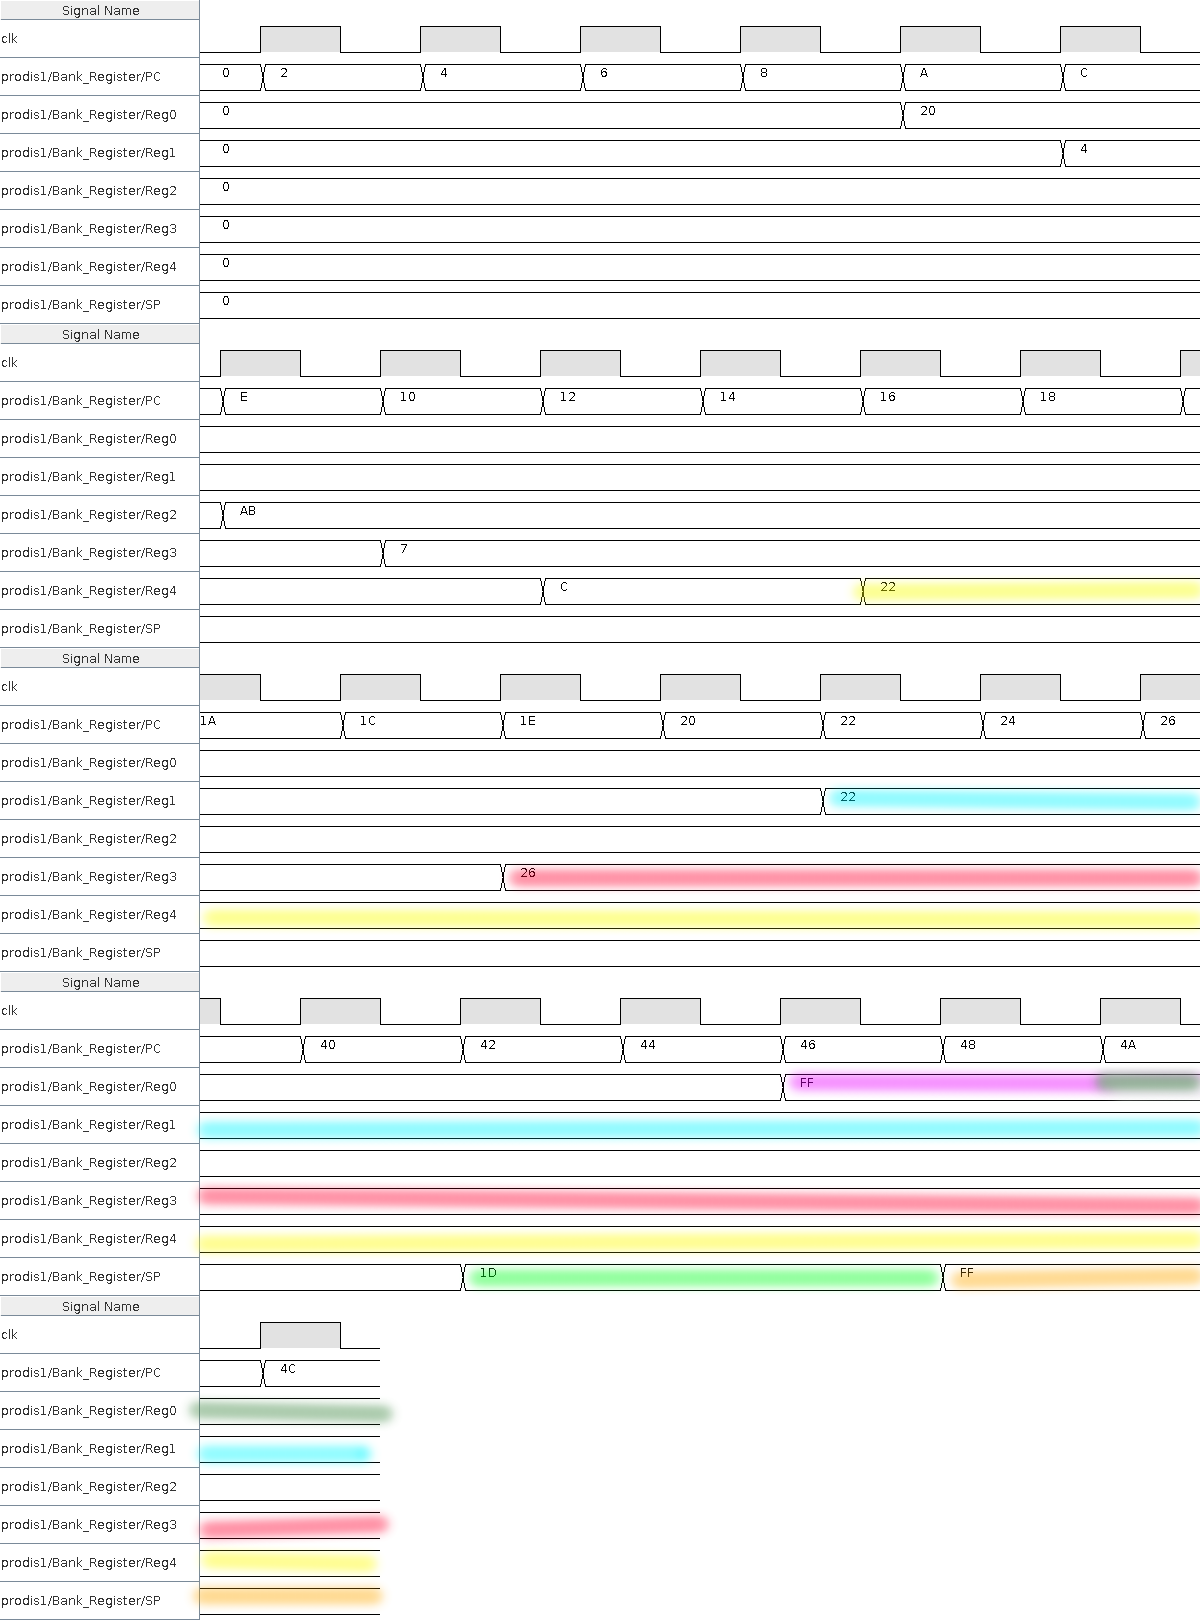 Signal Name
clk
prodis1/Bank_Register/PC 0 2 4 6 8 A C
prodis1/Bank_Register/Reg0 0 20
prodis1/Bank_Register/Reg1 0 4
prodis1/Bank_Register/Reg2 0
prodis1/Bank_Register/Reg3 0
prodis1/Bank_Register/Reg4 0
prodis1/Bank_Register/SP 0
Signal Name
clk
prodis1/Bank_Register/PC E 10 12 14 16 18
prodis1/Bank_Register/Reg0
prodis1/Bank_Register/Reg1
prodis1/Bank_Register/Reg2 AB
prodis1/Bank_Register/Reg3 7
prodis1/Bank_Register/Reg4 C 22
prodis1/Bank_Register/SP
Signal Name
clk
prodis1/Bank_Register/PC 1A 1C 1E 20 22 24 26
prodis1/Bank_Register/Reg0
prodis1/Bank_Register/Reg1 22
prodis1/Bank_Register/Reg2
prodis1/Bank_Register/Reg3 26
prodis1/Bank_Register/Reg4
prodis1/Bank_Register/SP
Signal Name
clk
prodis1/Bank_Register/PC 40 42 44 46 48 4A
prodis1/Bank_Register/Reg0 FF
prodis1/Bank_Register/Reg1
prodis1/Bank_Register/Reg2
prodis1/Bank_Register/Reg3
prodis1/Bank_Register/Reg4
prodis1/Bank_Register/SP 1D FF
Signal Name
clk
prodis1/Bank_Register/PC 4C
prodis1/Bank_Register/Reg0
prodis1/Bank_Register/Reg1
prodis1/Bank_Register/Reg2
prodis1/Bank_Register/Reg3
prodis1/Bank_Register/Reg4
prodis1/Bank_Register/SP